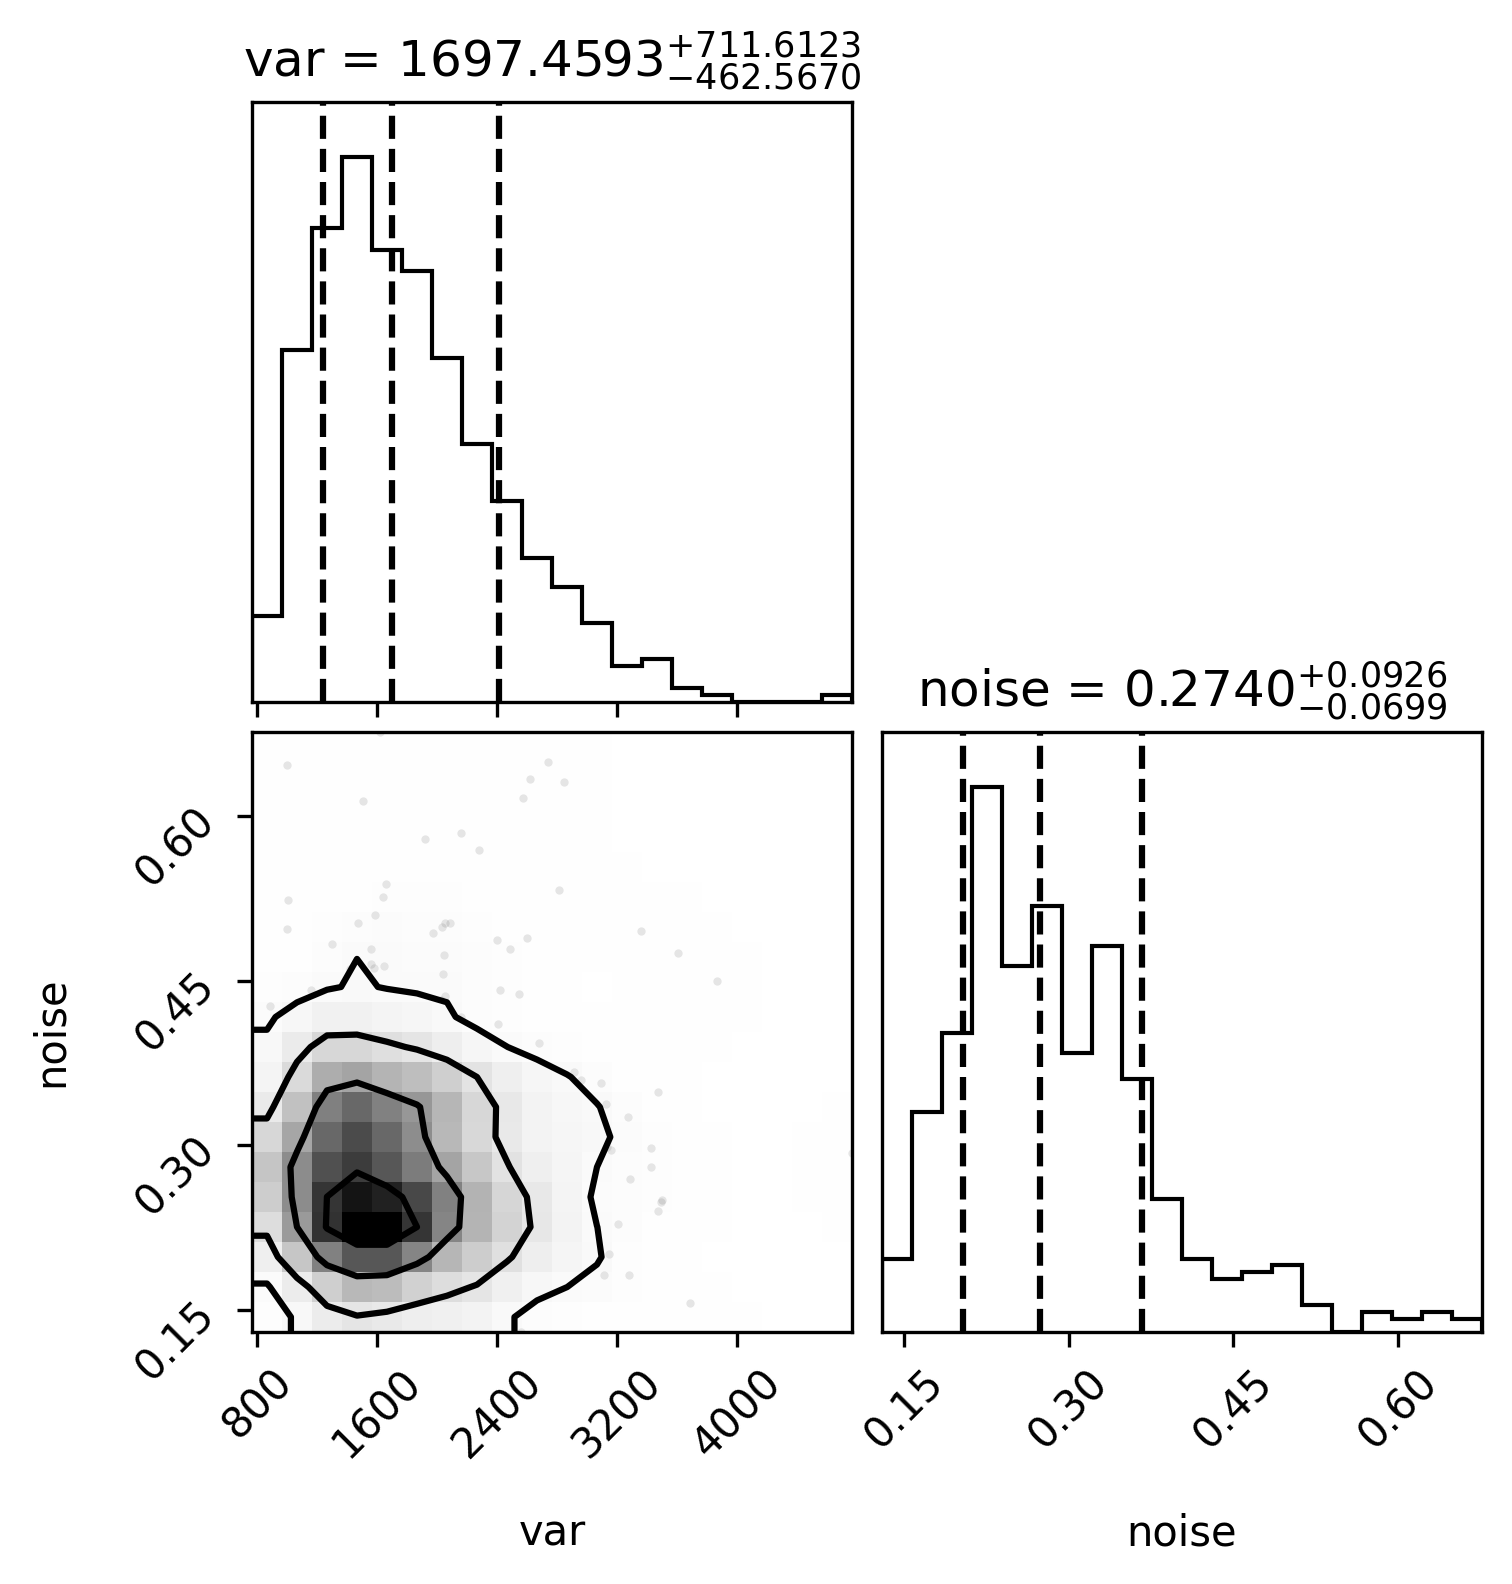 var = 1697.4593+711.6123−462.5670
noise = 0.2740+0.0926−0.0699
noise
0.60
0.45
0.30
0.15
800 1600 2400 3200 4000
0.15 0.30 0.45 0.60
var
noise